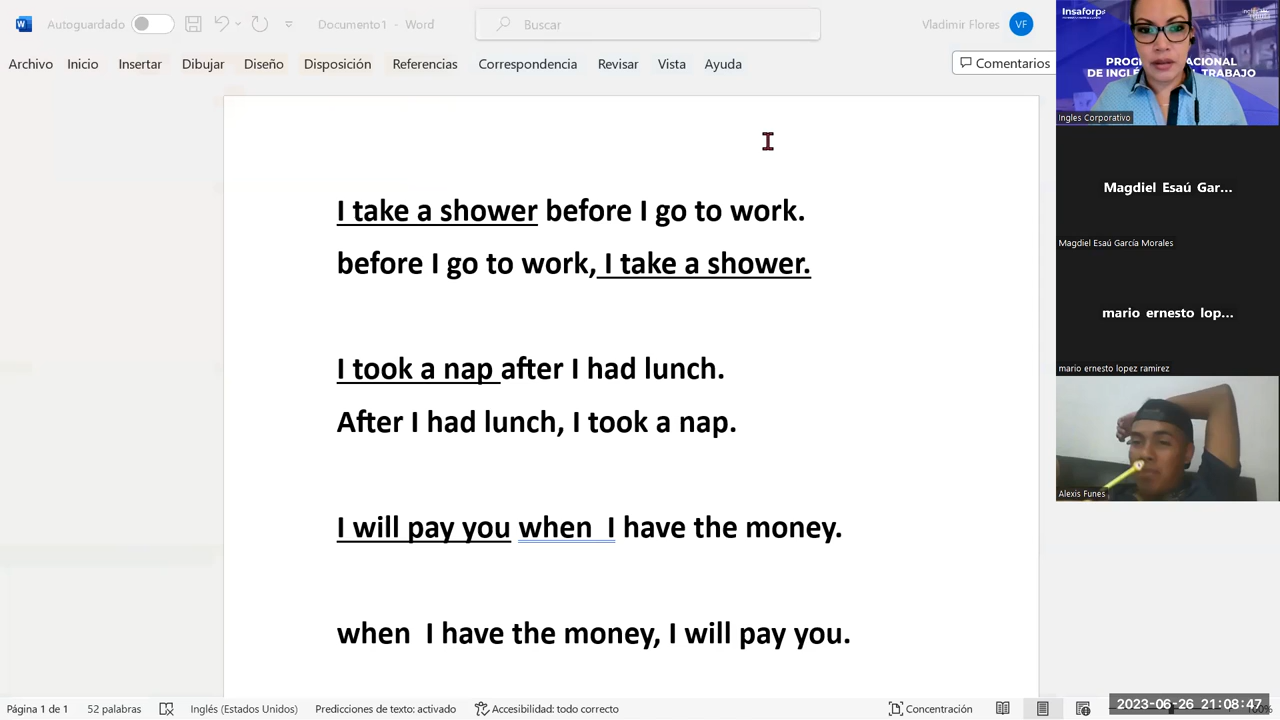 Autoguardado
Documento1 - Word
Buscar
Vladimir Flores
VF
Archivo Inicio Insertar Dibujar Diseño Disposición Referencias Correspondencia Revisar Vista Ayuda
Comentarios
I take a shower before I go to work.
before I go to work, I take a shower.
I took a nap after I had lunch.
After I had lunch, I took a nap.
I will pay you when  I have the money.
when  I have the money, I will pay you.
Insaforp
DE INGLÉ
TRABAJO
Ingles Corporativo
Magdiel Esaú Gar...
Magdiel Esaú García Morales
mario ernesto lop...
mario ernesto lopez ramirez
Alexis Funes
Página 1 de 1
52 palabras
Inglés (Estados Unidos)
Predicciones de texto: activado
Accesibilidad: todo correcto
Concentración
2023-06-26 21:08:47